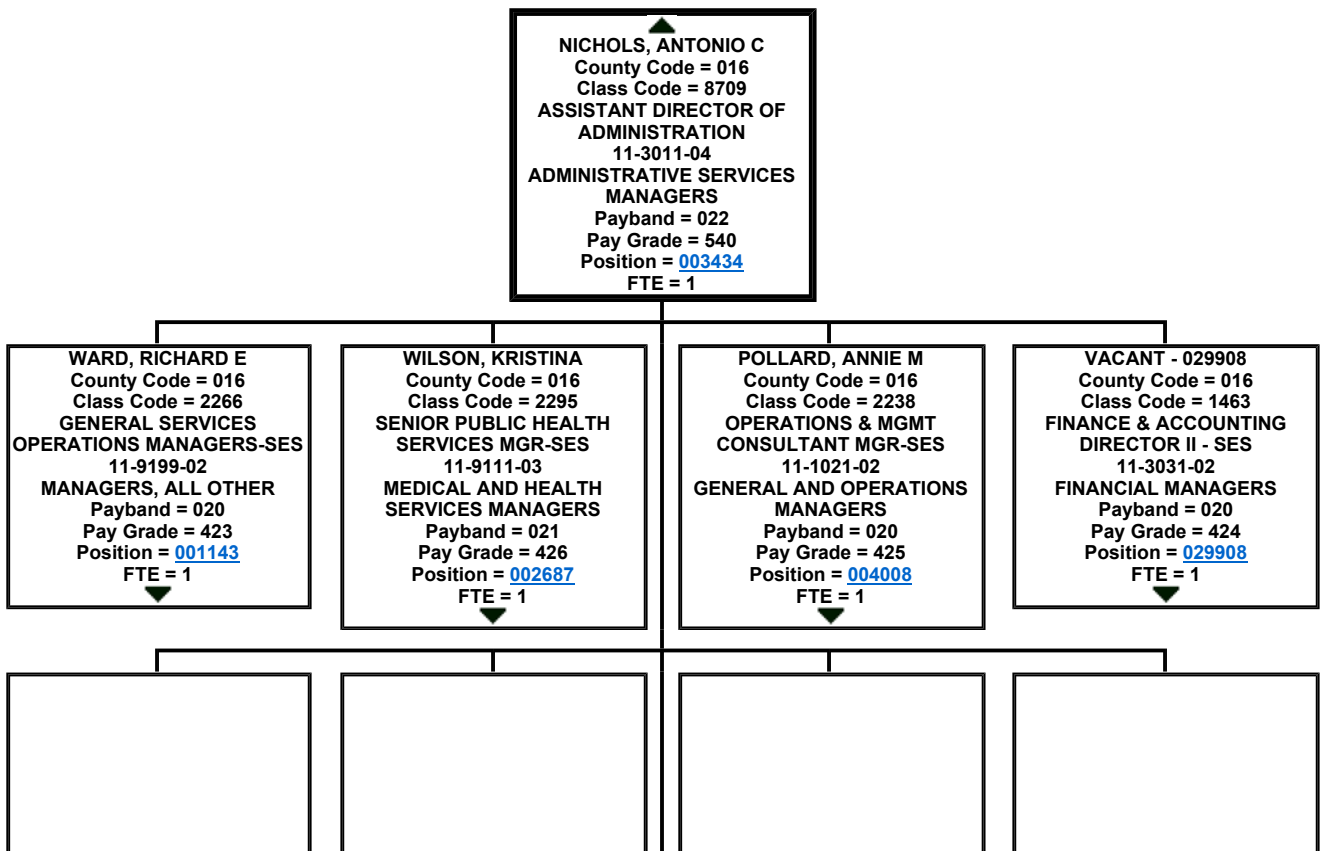 NICHOLS, ANTONIO C
County Code = 016
Class Code = 8709
ASSISTANT DIRECTOR OF
ADMINISTRATION
11-3011-04
ADMINISTRATIVE SERVICES
MANAGERS
Payband = 022
Pay Grade = 540
Position = 003434
FTE = 1
WARD, RICHARD E
County Code = 016
Class Code = 2266
GENERAL SERVICES
OPERATIONS MANAGERS-SES
11-9199-02
MANAGERS, ALL OTHER
Payband = 020
Pay Grade = 423
Position = 001143
FTE = 1
WILSON, KRISTINA
County Code = 016
Class Code = 2295
SENIOR PUBLIC HEALTH
SERVICES MGR-SES
11-9111-03
MEDICAL AND HEALTH
SERVICES MANAGERS
Payband = 021
Pay Grade = 426
Position = 002687
FTE = 1
POLLARD, ANNIE M
County Code = 016
Class Code = 2238
OPERATIONS & MGMT
CONSULTANT MGR-SES
11-1021-02
GENERAL AND OPERATIONS
MANAGERS
Payband = 020
Pay Grade = 425
Position = 004008
FTE = 1
VACANT - 029908
County Code = 016
Class Code = 1463
FINANCE & ACCOUNTING
DIRECTOR II - SES
11-3031-02
FINANCIAL MANAGERS
Payband = 020
Pay Grade = 424
Position = 029908
FTE = 1